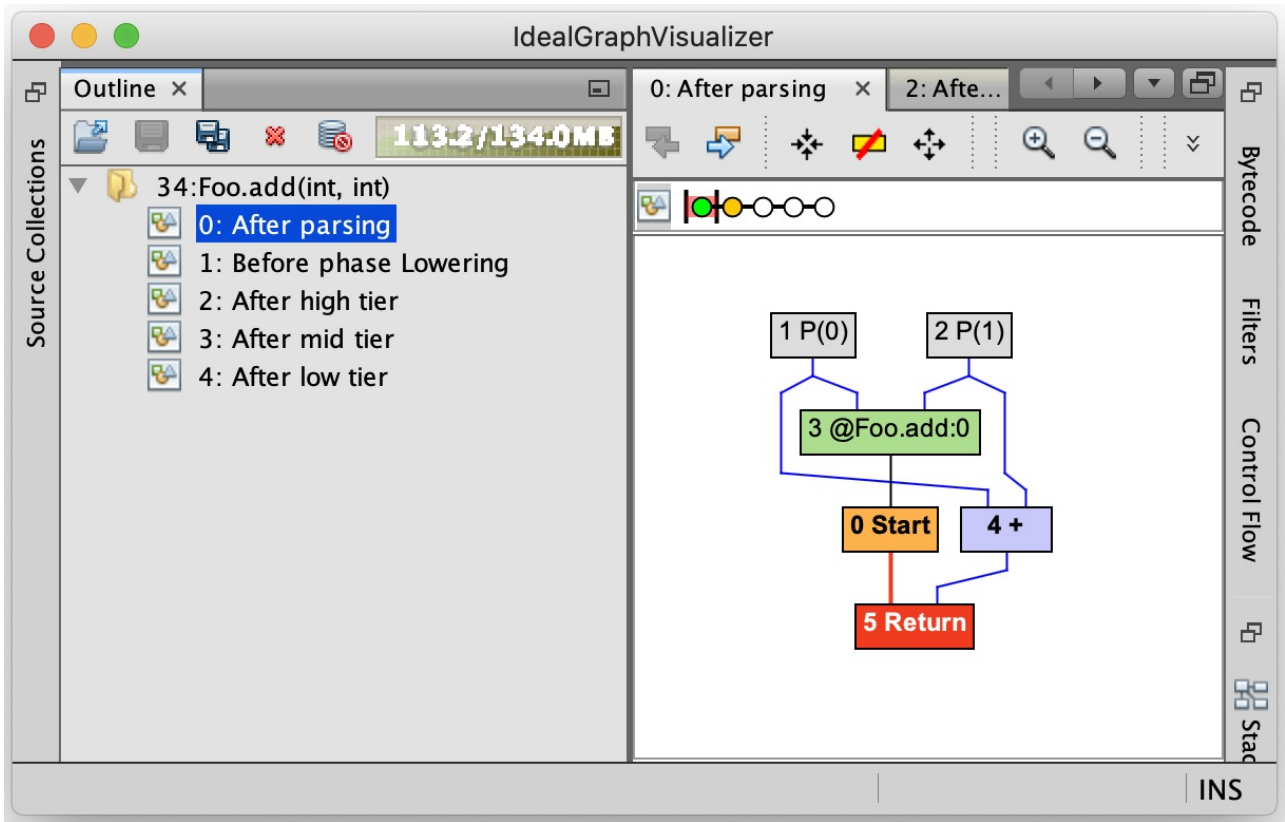 IdealGraphVisualizer
Source Collections
Outline
113.2/134.0MB
34:Foo.add(int, int)
0: After parsing
1: Before phase Lowering
2: After high tier
3: After mid tier
4: After low tier
0: After parsing
2: Afte...
1 P(0)
2 P(1)
3 @Foo.add:0
0 Start
4 +
5 Return
Bytecode
Filters
Control Flow
Stac
INS